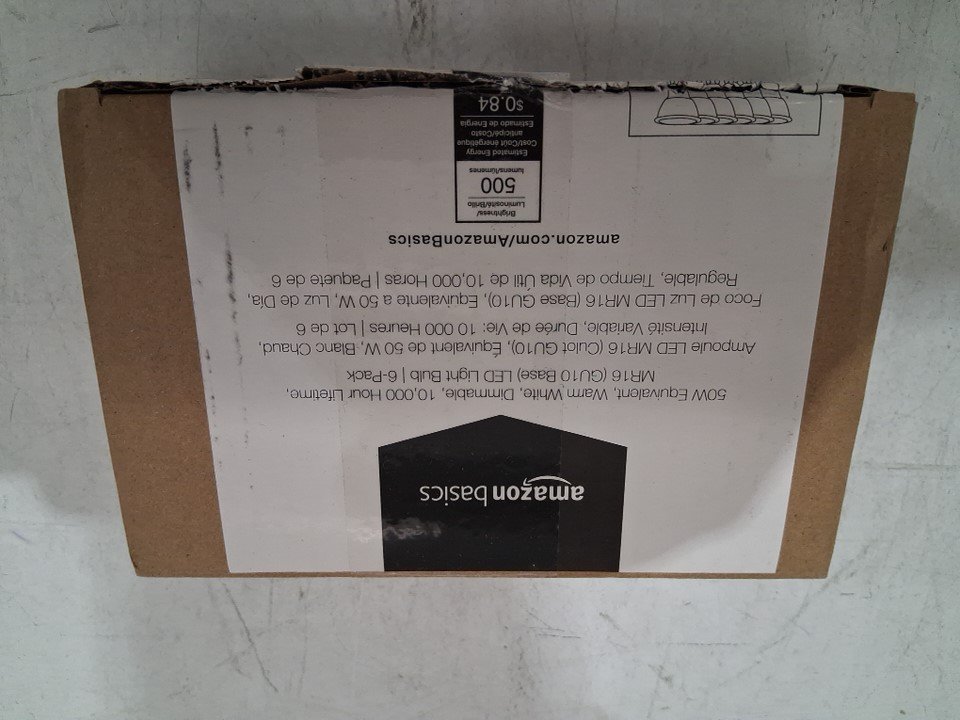 amazon basics
50W Equivalent, Warm White, Dimmable, 10,000 Hour Lifetime,
MR16 (GU10 Base) LED Light Bulb | 6-Pack
Ampoule LED MR16 (Culot GU10), Équivalent de 50 W, Blanc Chaud,
Intensité Variable, Durée de Vie: 10 000 Heures | Lot de 6
Foco de Luz LED MR16 (Base GU10), Equivalente a 50 W, Luz de Día,
Regulable, Tiempo de Vida Útil de 10,000 Horas | Paquete de 6
amazon.com/AmazonBasics
Brightness/
Luminosité/Brillo
500
lumens/lúmenes
Estimated Energy
Cost/Coût énergétique
anticipé/Costo
Estimado de Energía
$0.84